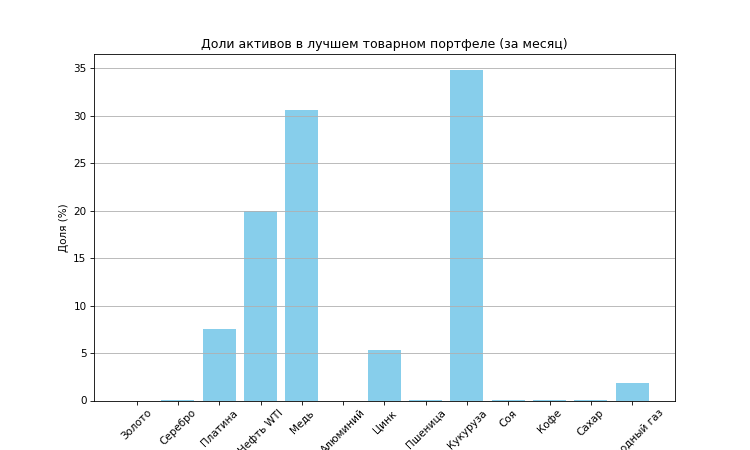 Доли активов в лучшем товарном портфеле (за месяц)
Доля (%)
35
30
25
20
15
10
5
0
Золото
Серебро
Платина
Нефть WTI
Медь
Алюминий
Цинк
Пшеница
Кукуруза
Соя
Кофе
Сахар
одный газ